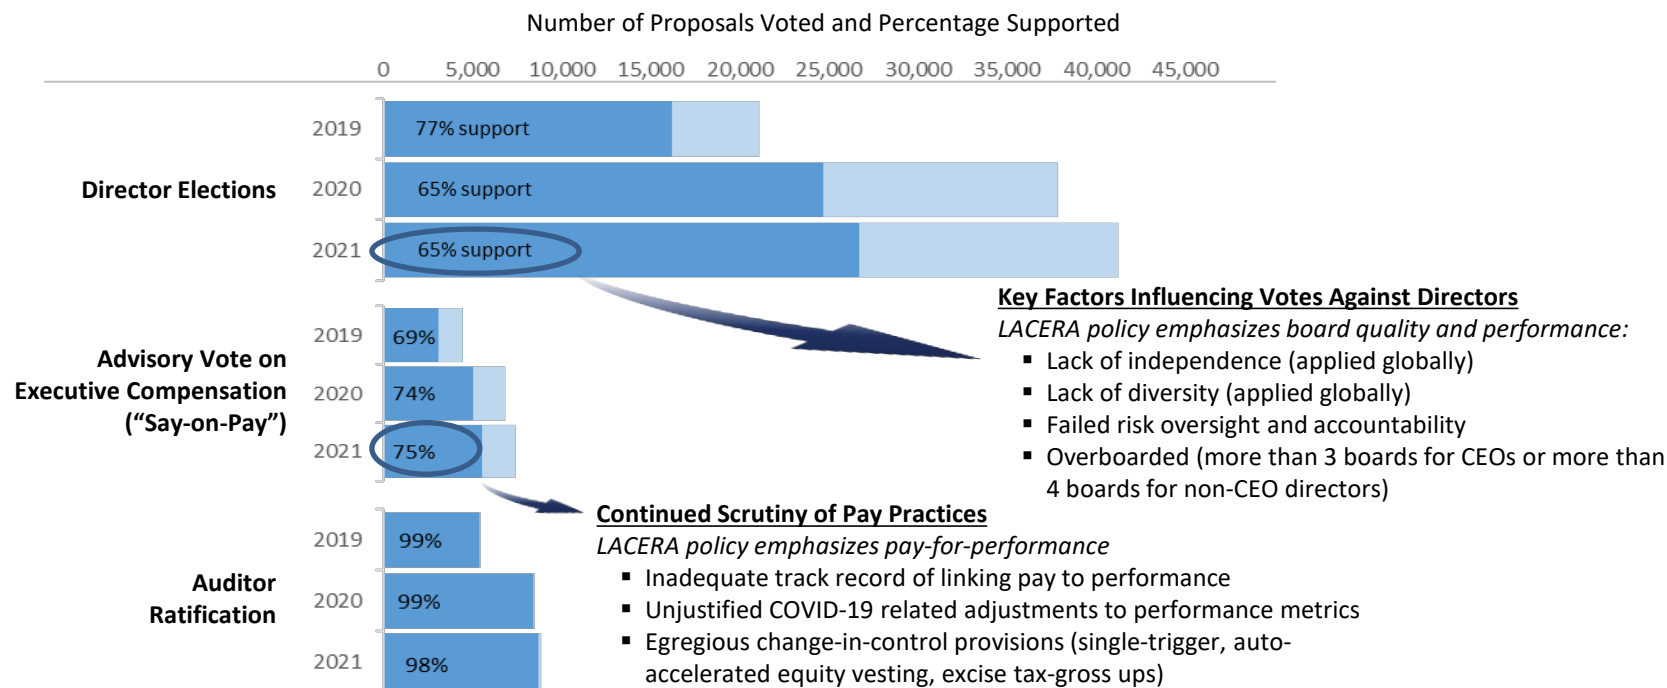 Number of Proposals Voted and Percentage Supported
0 5,000 10,000 15,000 20,000 25,000 30,000 35,000 40,000 45,000
Director Elections
2019 77% support
2020 65% support
2021 65% support
Key Factors Influencing Votes Against Directors
LACERA policy emphasizes board quality and performance:
▪ Lack of independence (applied globally)
▪ Lack of diversity (applied globally)
▪ Failed risk oversight and accountability
▪ Overboarded (more than 3 boards for CEOs or more than
4 boards for non-CEO directors)
Advisory Vote on
Executive Compensation
(“Say-on-Pay”)
2019 69%
2020 74%
2021 75%
Continued Scrutiny of Pay Practices
LACERA policy emphasizes pay-for-performance
▪ Inadequate track record of linking pay to performance
▪ Unjustified COVID-19 related adjustments to performance metrics
▪ Egregious change-in-control provisions (single-trigger, auto-
accelerated equity vesting, excise tax-gross ups)
Auditor
Ratification
2019 99%
2020 99%
2021 98%